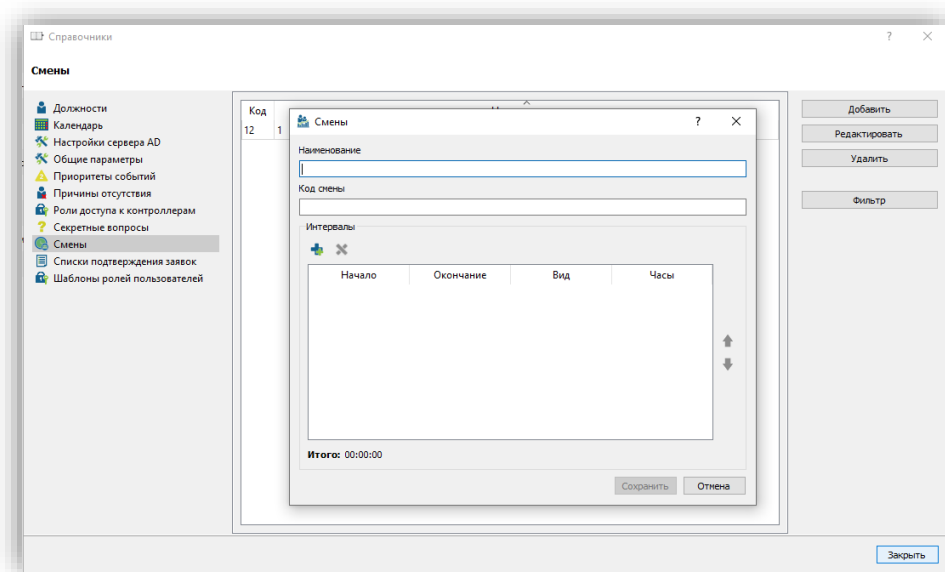 Справочники
Смены
Должности
Календарь
Настройки сервера AD
Общие параметры
Приоритеты событий
Причины отсутствия
Роли доступа к контроллерам
Секретные вопросы
Смены
Списки подтверждения заявок
Шаблоны ролей пользователей
Код
12 1
Смены
Наименование
Код смены
Интервалы
Начало Окончание Вид Часы
Итого: 00:00:00
Сохранить Отмена
Добавить
Редактировать
Удалить
Фильтр
Закрыть